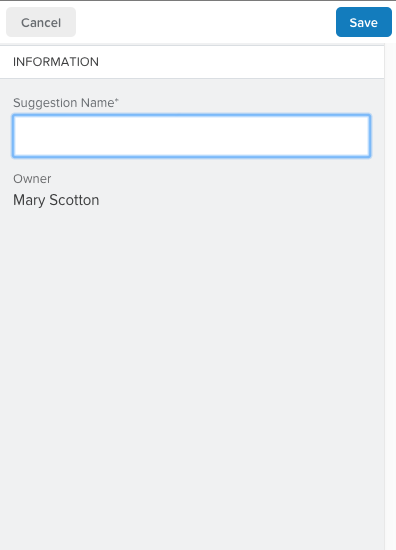 Cancel Save
INFORMATION
Suggestion Name*
Owner
Mary Scotton